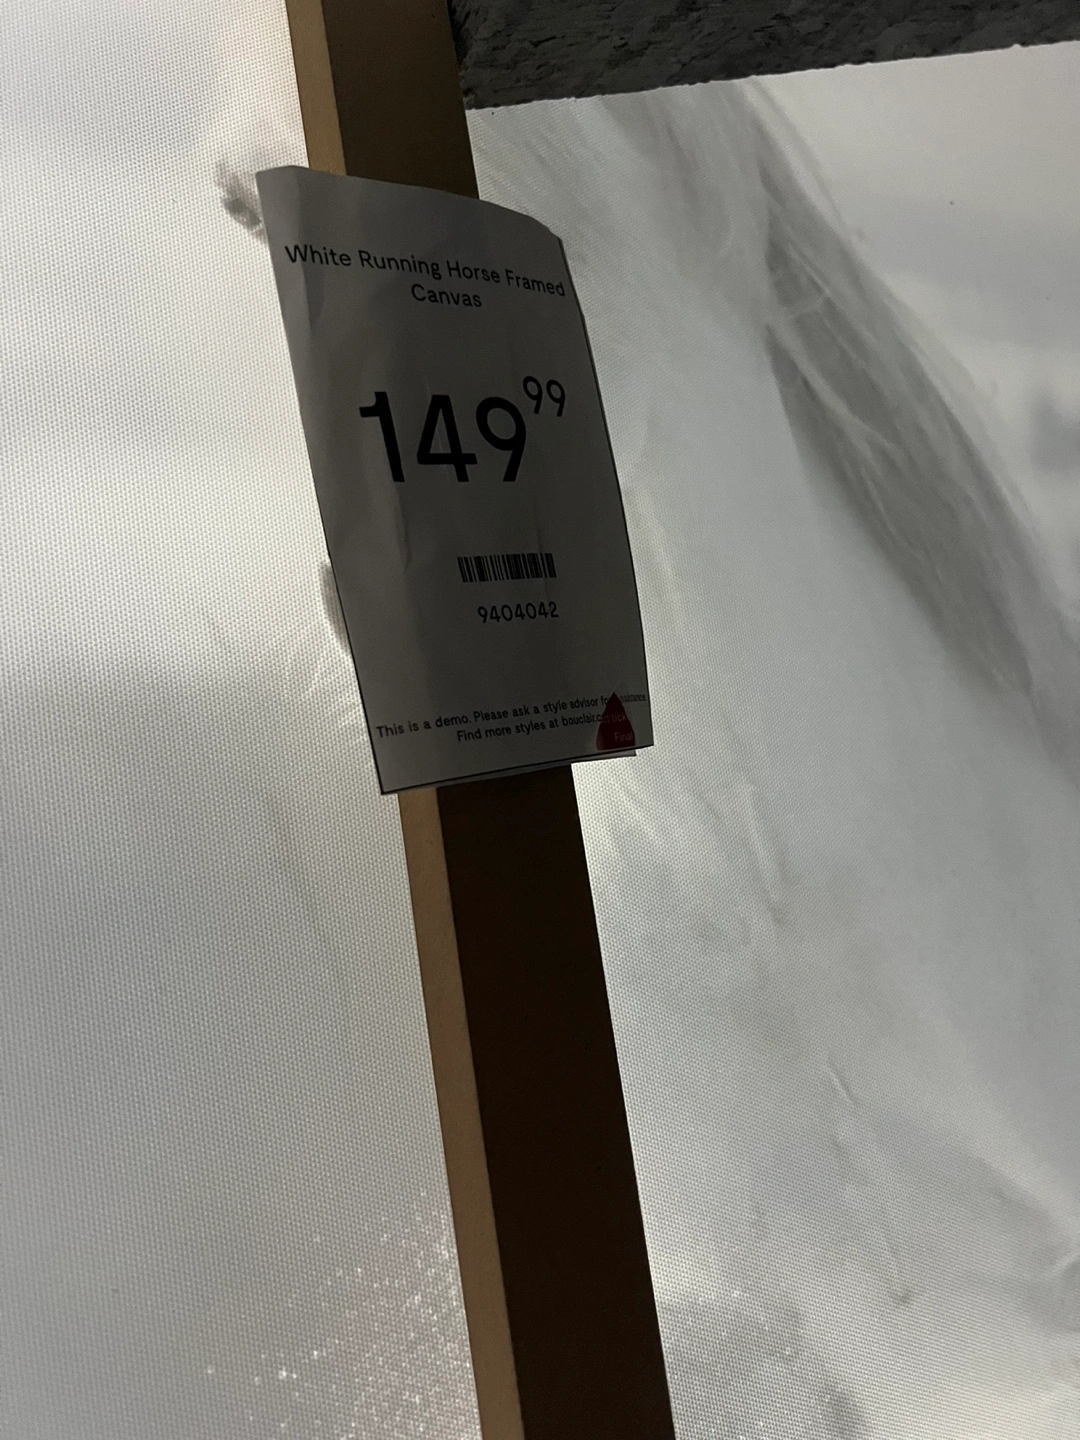 White Running Horse Framed
Canvas
149 99
9404042
This is a demo. Please ask a style advisor
Find more styles at
Final